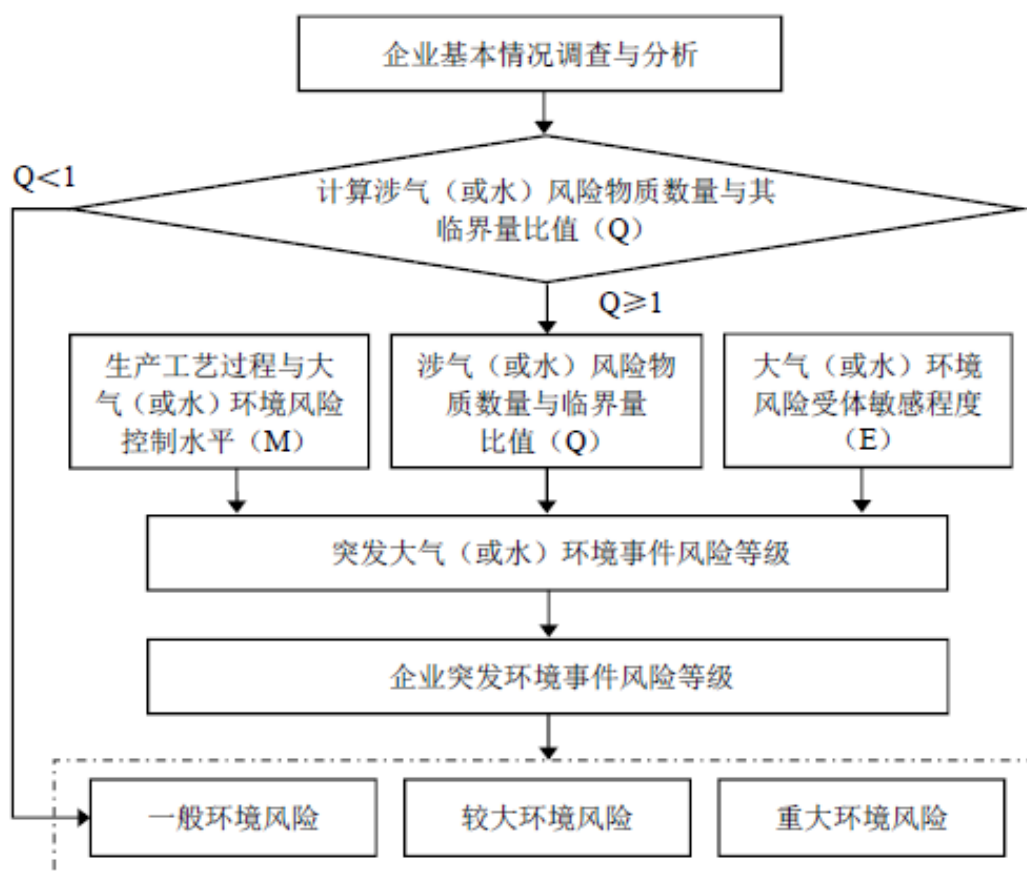 企业基本情况调查与分析
Q<1
计算涉气（或水）风险物质数量与其
临界量比值（Q）
Q≥1
生产工艺过程与大
气（或水）环境风险
控制水平（M）
涉气（或水）风险物
质数量与临界量
比值（Q）
大气（或水）环境
风险受体敏感程度
（E）
突发大气（或水）环境事件风险等级
企业突发环境事件风险等级
一般环境风险
较大环境风险
重大环境风险